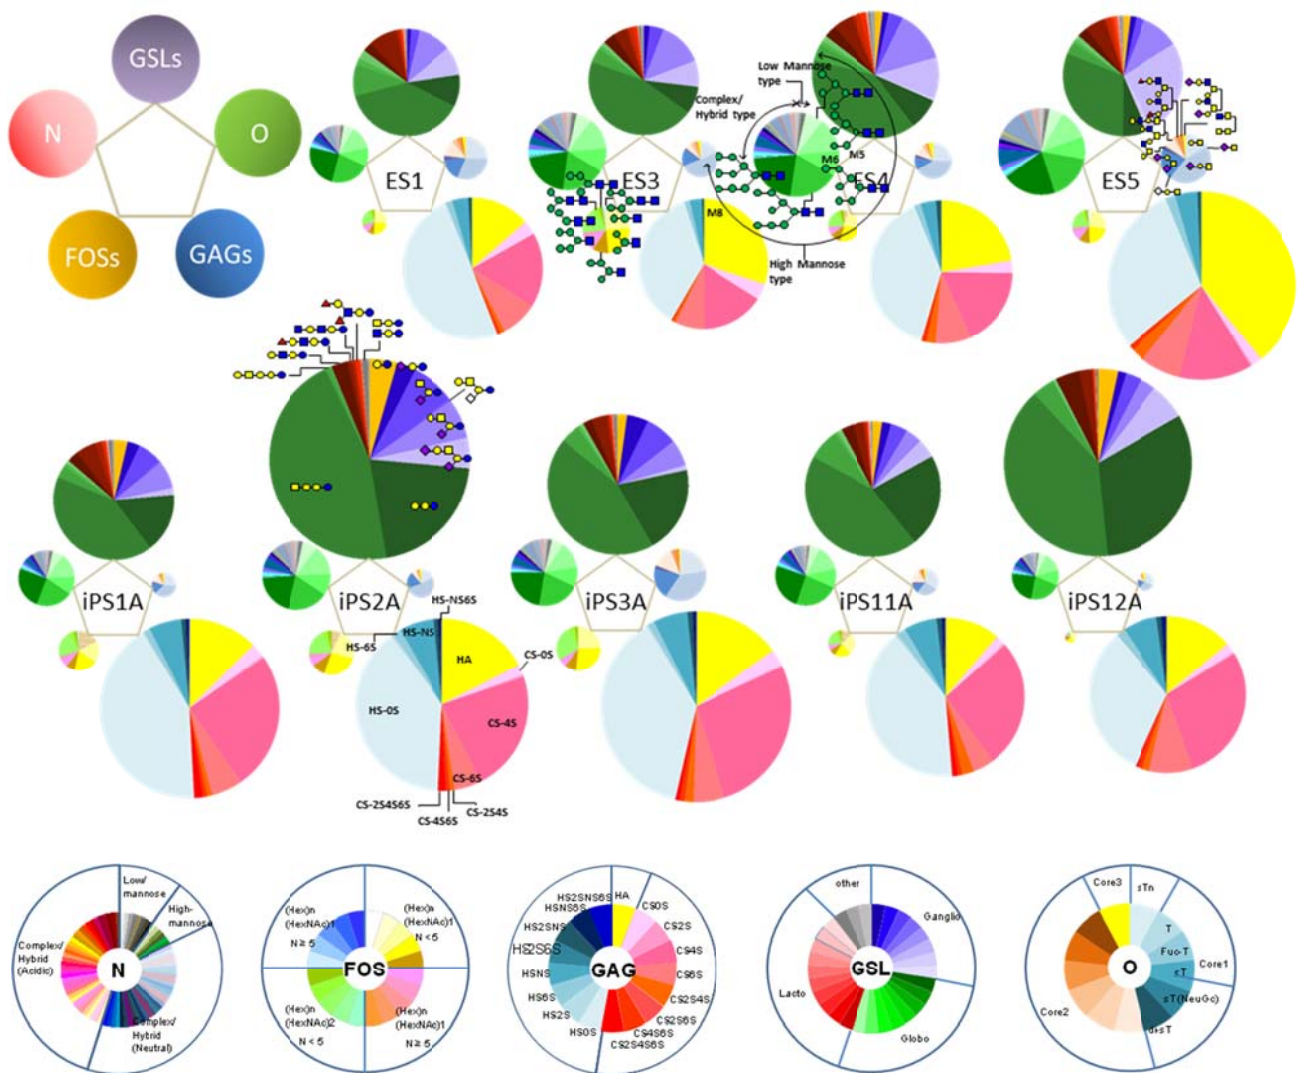 GSLs
N
O
FOSs
GAGs
ES1
ES3
ES4
ES5
Low Mannose
type
Complex/
Hybrid type
M6
M5
M8
High Mannose
type
iPS1A
iPS2A
iPS3A
iPS11A
iPS12A
HS-NS6S
HS-NS
HS-6S
HA
CS-0S
HS-0S
CS-4S
CS-6S
CS-2S4S6S
CS-4S6S
CS-2S4S
Low/
mannose
High-
mannose
Complex/
Hybrid
(Acidic)
N
Complex/
Hybrid
(Neutral)
(Hex)n
(HexNAc)1
N ≥ 5
(Hex)n
(HexNAc)1
N < 5
FOS
(Hex)n
(HexNAc)2
N < 5
(Hex)n
(HexNAc)1
N ≥ 5
HS2SNS6S
HA
HSNS6S
CS0S
HS2SNS
CS2S
HS2S6S
CS4S
GAG
HSNS
CS6S
HS6S
CS2S4S
HS2S
CS2S6S
HS0S
CS4S6S
CS2S4S6S
other
Ganglio
GSL
Lacto
Globo
Core3
sTn
T
Fuc-T
Core1
O
sT
sT(NeuGc)
Core2
di-sT